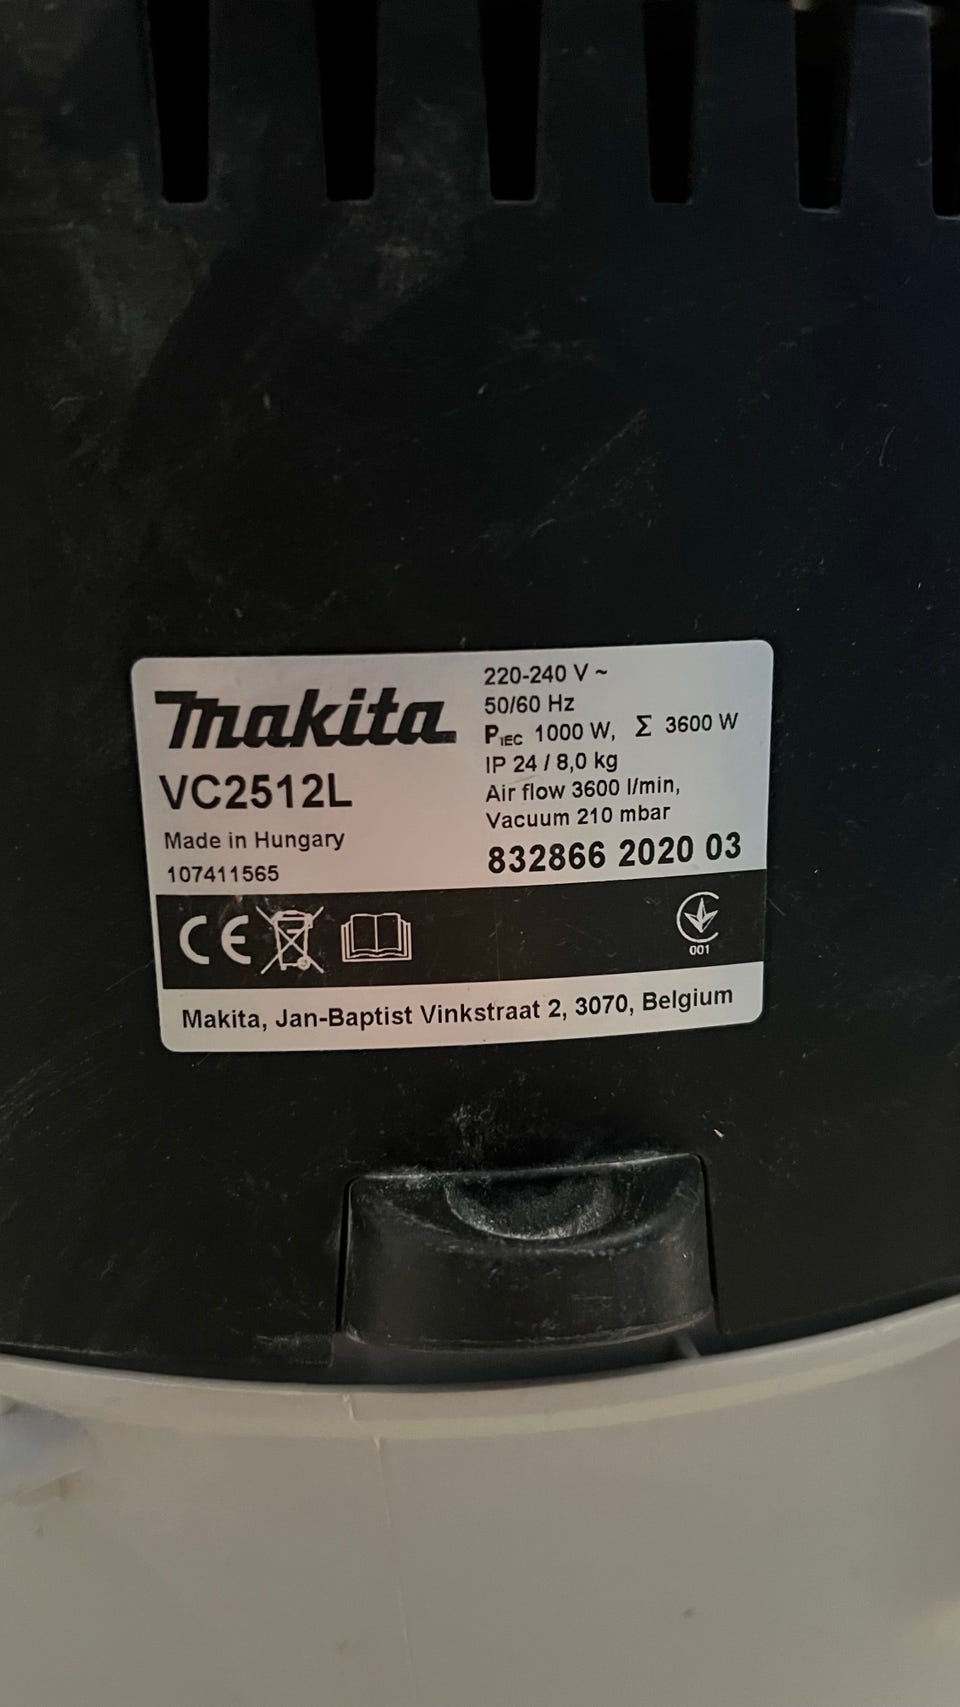 makita
VC2512L
Made in Hungary
107411565
220-240 V ~
50/60 Hz
PIEC 1000 W, Σ 3600 W
IP 24 / 8,0 kg
Air flow 3600 l/min,
Vacuum 210 mbar
832866 2020 03
CE
001
Makita, Jan-Baptist Vinkstraat 2, 3070, Belgium